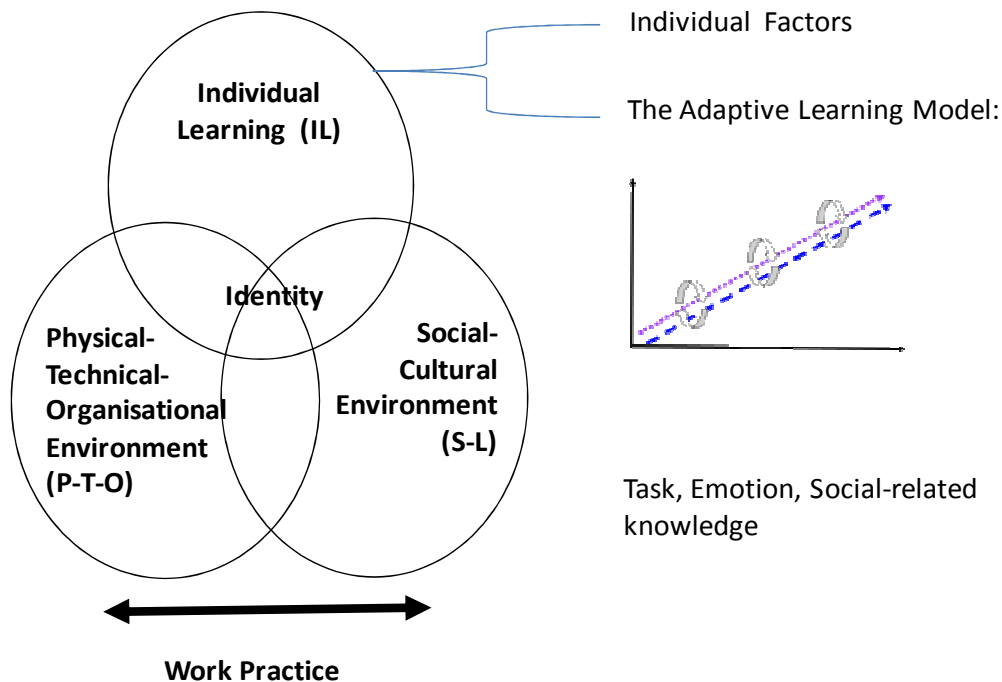 Individual Factors
The Adaptive Learning Model:
Individual
Learning (IL)
Identity
Physical-
Technical-
Organisational
Environment
(P-T-O)
Social-
Cultural
Environment
(S-L)
Task, Emotion, Social-related
knowledge
Work Practice